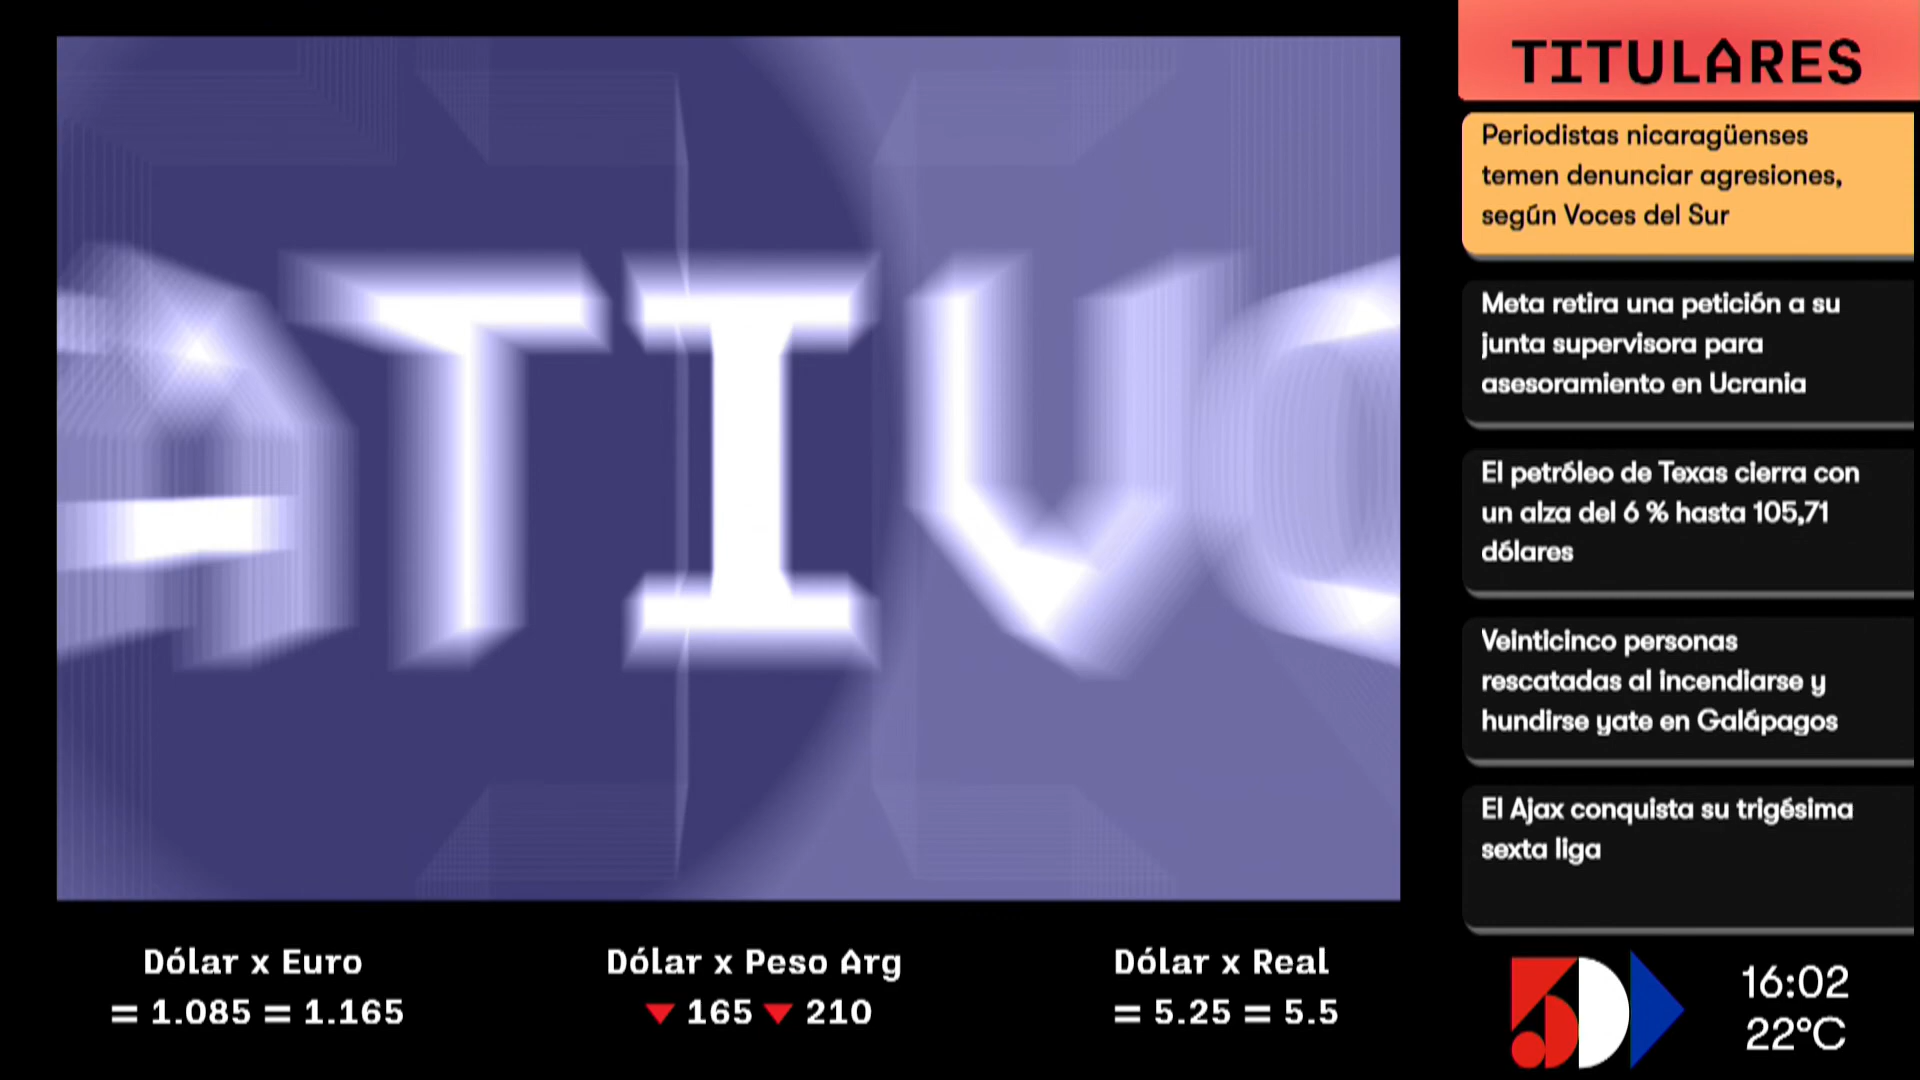 TITULARES
Periodistas nicaragüenses
temen denunciar agresiones,
según Voces del Sur
Meta retira una petición a su
junta supervisora para
asesoramiento en Ucrania
El petróleo de Texas cierra con
un alza del 6 % hasta 105,71
dólares
Veinticinco personas
rescatadas al incendiarse y
hundirse yate en Galápagos
El Ajax conquista su trigésima
sexta liga
ATIVO
Dólar x Euro
= 1.085 = 1.165
Dólar x Peso Arg
▼ 165 ▼ 210
Dólar x Real
= 5.25 = 5.5
16:02
22°C